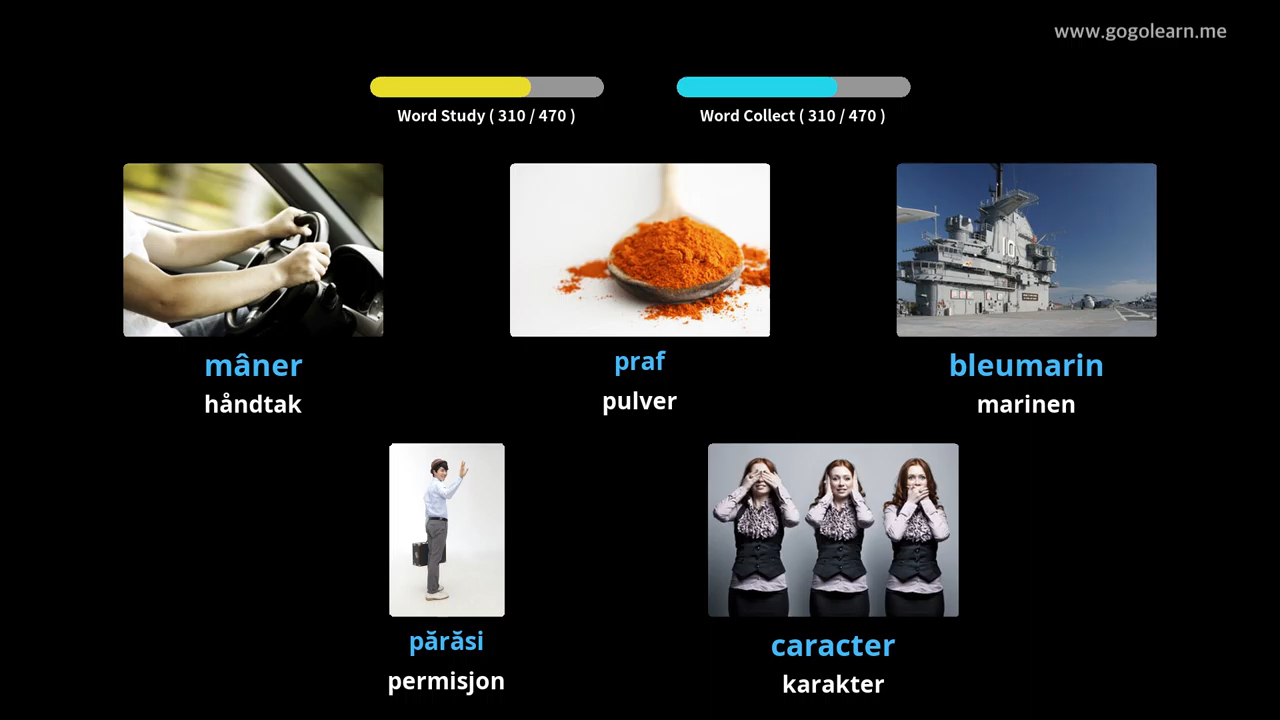 www.gogolearn.me
Word Study ( 310 / 470 )
Word Collect ( 310 / 470 )
mâner
håndtak
praf
pulver
bleumarin
marinen
10
părăsi
permisjon
caracter
karakter